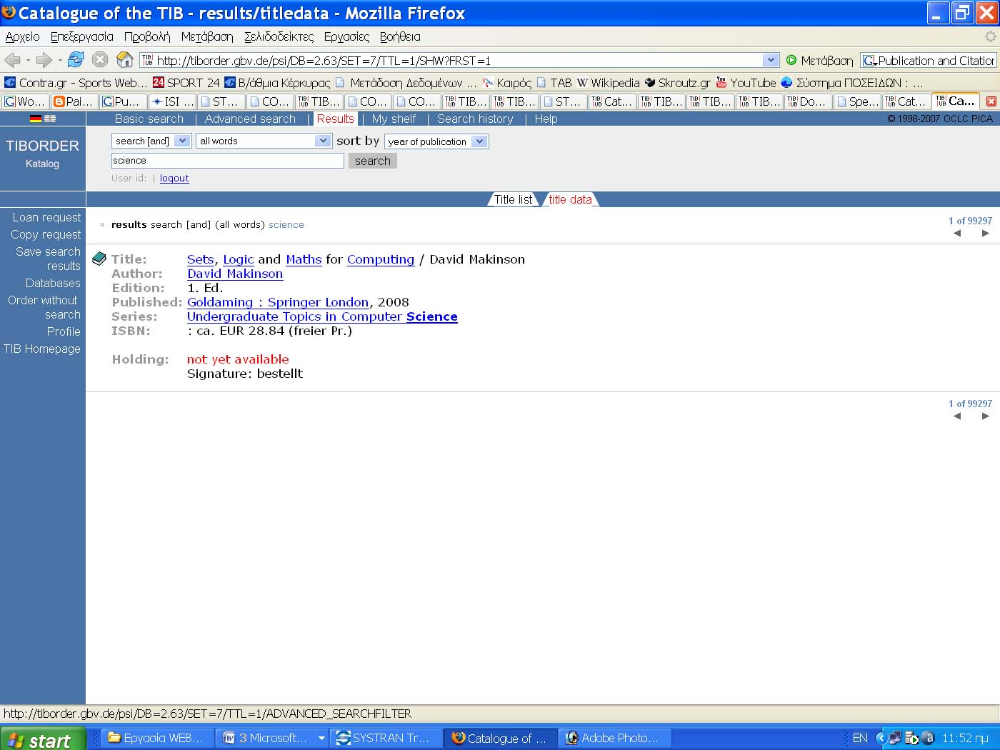 Catalogue of the TIB - results/titledata - Mozilla Firefox
Αρχείο Επεξεργασία Προβολή Μετάβαση Σελιδοδείκτες Εργασίες Βοήθεια
http://tiborder.gbv.de/psi/DB=2.63/SET=7/TTL=1/SHW?FRST=1 Μετάβαση Publication and Citation
Contra.gr - Sports Web... SPORT 24 Β/άθμια Κέρκυρας Μετάδοση Δεδομένων ... Καιρός TAB Wikipedia Skroutz.gr YouTube Σύστημα ΠΟΣΕΙΔΩΝ : ...
Wo... Pai... Pu... ISI ... ST... CO... TIB... CO... CO... TIB... TIB... ST... Cat... TIB... TIB... TIB... Do... Spe... Cat... Ca...
Basic search | Advanced search | Results | My shelf | Search history | Help © 1998-2007 OCLC PICA
TIBORDER
Katalog
search [and] all words sort by year of publication
science search
User id: | logout
Title list title data
Loan request
Copy request
Save search
results
Databases
Order without
search
Profile
TIB Homepage
results search [and] (all words) science 1 of 99297
Title: Sets, Logic and Maths for Computing / David Makinson
Author: David Makinson
Edition: 1. Ed.
Published: Goldaming : Springer London, 2008
Series: Undergraduate Topics in Computer Science
ISBN: : ca. EUR 28.84 (freier Pr.)
Holding: not yet available
Signature: bestellt
1 of 99297
http://tiborder.gbv.de/psi/DB=2.63/SET=7/TTL=1/ADVANCED_SEARCHFILTER
start Εργασία WEB... 3 Microsoft... SYSTRAN Tr... Catalogue of ... Adobe Photo... EN 11:52 πμ